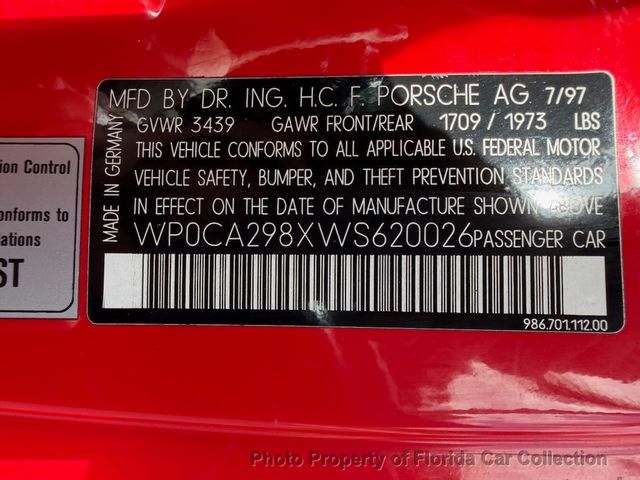 MFD BY DR. ING. H.C. F. PORSCHE AG 7/97
GVWR 3439 GAWR FRONT/REAR 1709 / 1973 LBS
THIS VEHICLE CONFORMS TO ALL APPLICABLE U.S. FEDERAL MOTOR
VEHICLE SAFETY, BUMPER, AND THEFT PREVENTION STANDARDS
IN EFFECT ON THE DATE OF MANUFACTURE SHOWN ABOVE
WP0CA298XWS620026 PASSENGER CAR
986.701.112.00
MADE IN GERMANY
ion Control
onforms to
lations
ST
Photo Property of Florida Car Collection